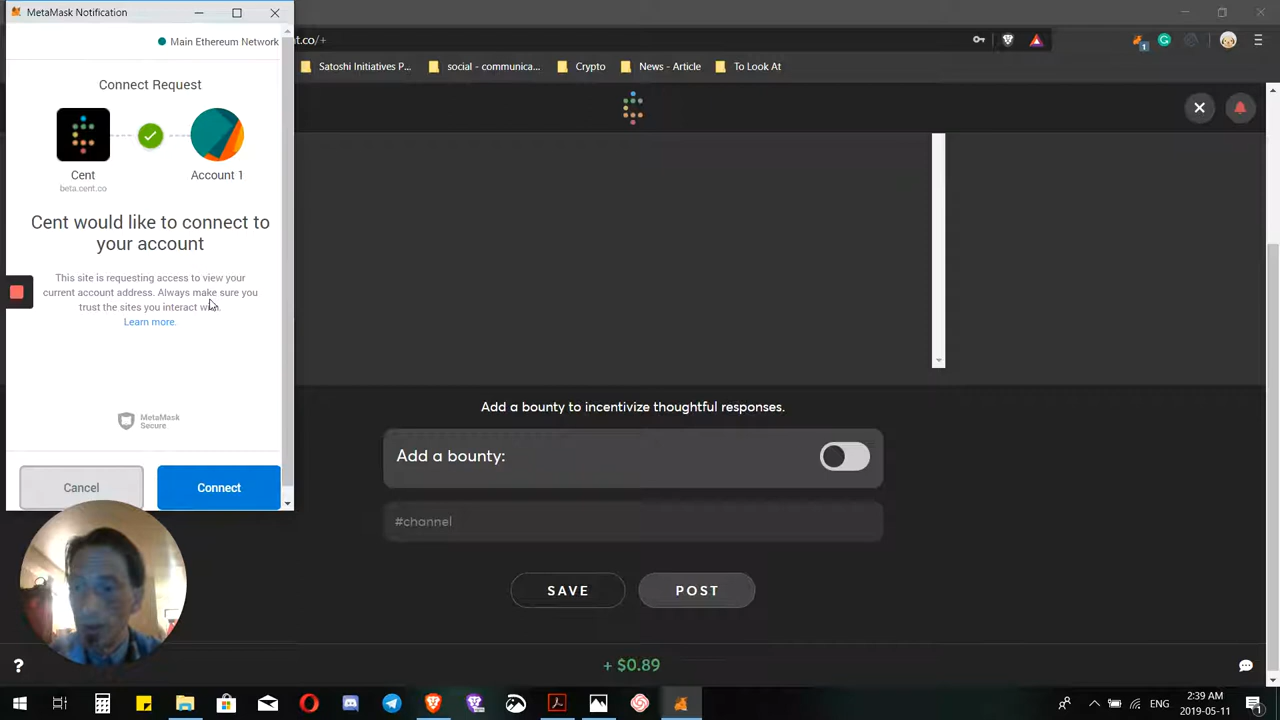 MetaMask Notification
Main Ethereum Network
Connect Request
Cent
beta.cent.co
Account 1
Cent would like to connect to
your account
This site is requesting access to view your
current account address. Always make sure you
trust the sites you interact
Learn more.
MetaMask
Secure
Cancel
Connect
nt.co/+
Satoshi Initiatives P...
social - communica...
Crypto
News - Article
To Look At
1
Add a bounty to incentivize thoughtful responses.
Add a bounty:
#channel
SAVE
POST
?
+ $0.89
ENG
2:39 AM
2019-05-11